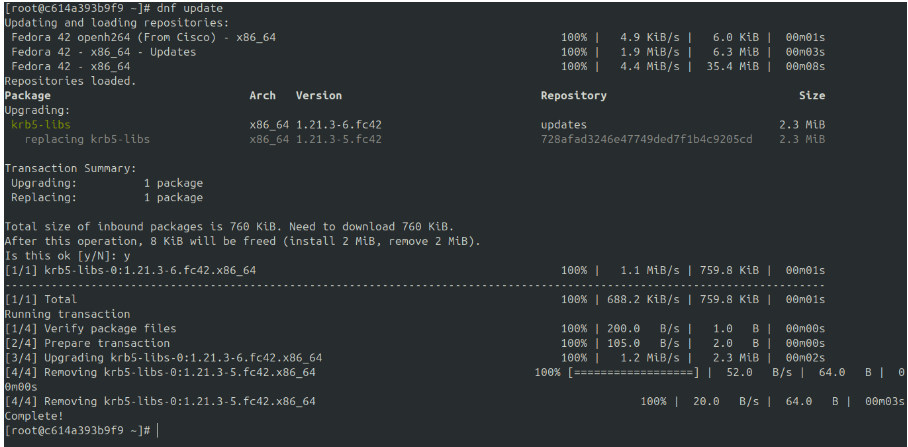 [root@c614a393b9f9 ~]# dnf update
Updating and loading repositories:
 Fedora 42 openh264 (From Cisco) - x86_64                100% |   4.9 KiB/s |   6.0 KiB |  00m01s
 Fedora 42 - x86_64 - Updates                            100% |   1.9 MiB/s |   6.3 MiB |  00m03s
 Fedora 42 - x86_64                                      100% |   4.4 MiB/s |  35.4 MiB |  00m08s
Repositories loaded.
Package                Arch   Version                Repository                Size
Upgrading:
 krb5-libs             x86_64 1.21.3-6.fc42          updates                2.3 MiB
   replacing krb5-libs x86_64 1.21.3-5.fc42          728afad3246e47749ded7f1b4c9205cd    2.3 MiB
Transaction Summary:
 Upgrading:          1 package
 Replacing:          1 package
Total size of inbound packages is 760 KiB. Need to download 760 KiB.
After this operation, 8 KiB will be freed (install 2 MiB, remove 2 MiB).
Is this ok [y/N]: y
[1/1] krb5-libs-0:1.21.3-6.fc42.x86_64                   100% |   1.1 MiB/s | 759.8 KiB |  00m01s
--------------------------------------------------------------------------------
[1/1] Total                                              100% | 688.2 KiB/s | 759.8 KiB |  00m01s
Running transaction
[1/4] Verify package files                               100% | 200.0   B/s |   1.0   B |  00m00s
[2/4] Prepare transaction                                100% | 105.0   B/s |   2.0   B |  00m00s
[3/4] Upgrading krb5-libs-0:1.21.3-6.fc42.x86_64         100% |   1.2 MiB/s |   2.3 MiB |  00m02s
[4/4] Removing krb5-libs-0:1.21.3-5.fc42.x86_64          100% [==================] |  52.0   B/s |  64.0   B |  0
0m00s
[4/4] Removing krb5-libs-0:1.21.3-5.fc42.x86_64          100% |  20.0   B/s |  64.0   B |  00m03s
Complete!
[root@c614a393b9f9 ~]#